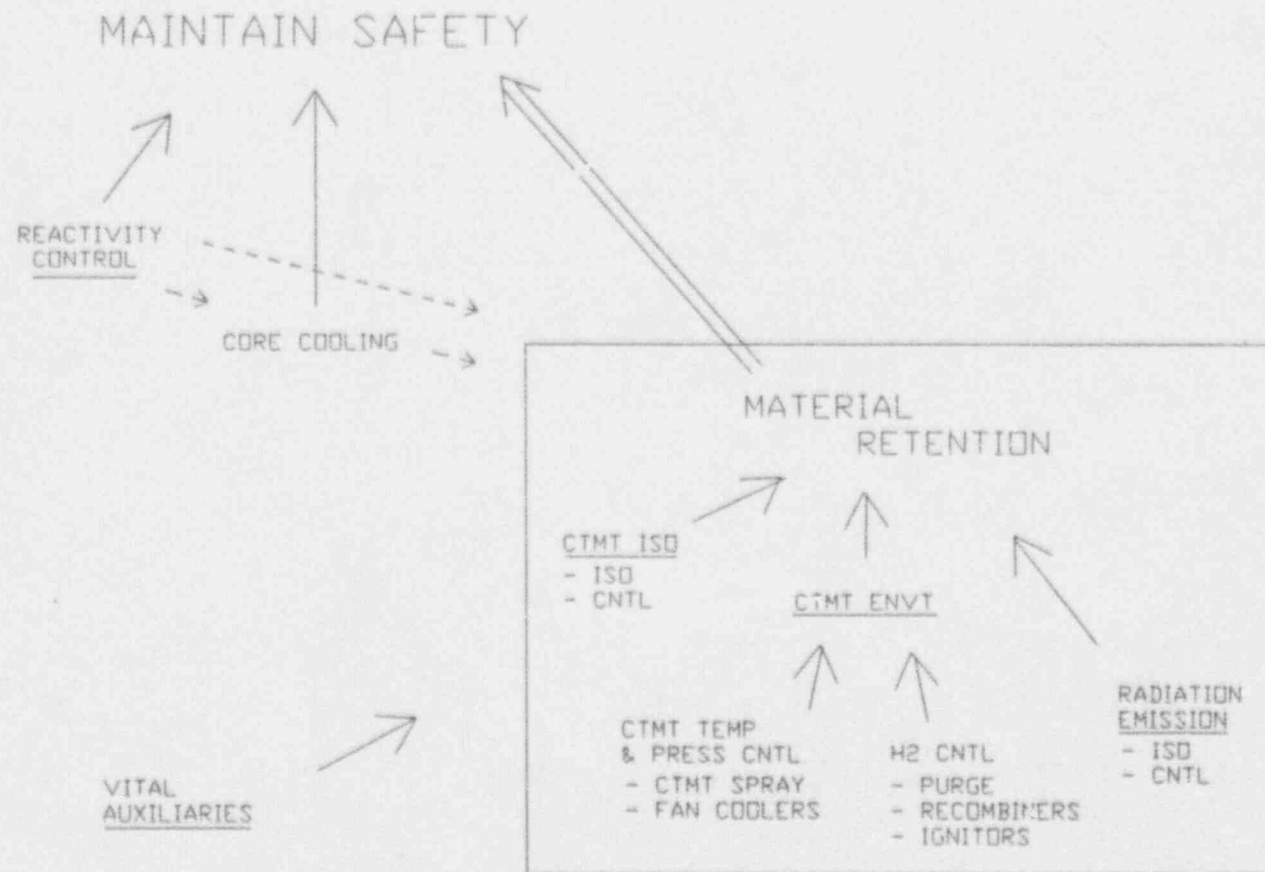 MAINTAIN SAFETY
REACTIVITY
CONTROL
CORE COOLING
MATERIAL
RETENTION
CTMT ISO
- ISO
- CNTL
CTMT ENVT
CTMT TEMP
& PRESS CNTL
- CTMT SPRAY
- FAN COOLERS
H2 CNTL
- PURGE
- RECOMBINERS
- IGNITORS
RADIATION
EMISSION
- ISO
- CNTL
VITAL
AUXILIARIES